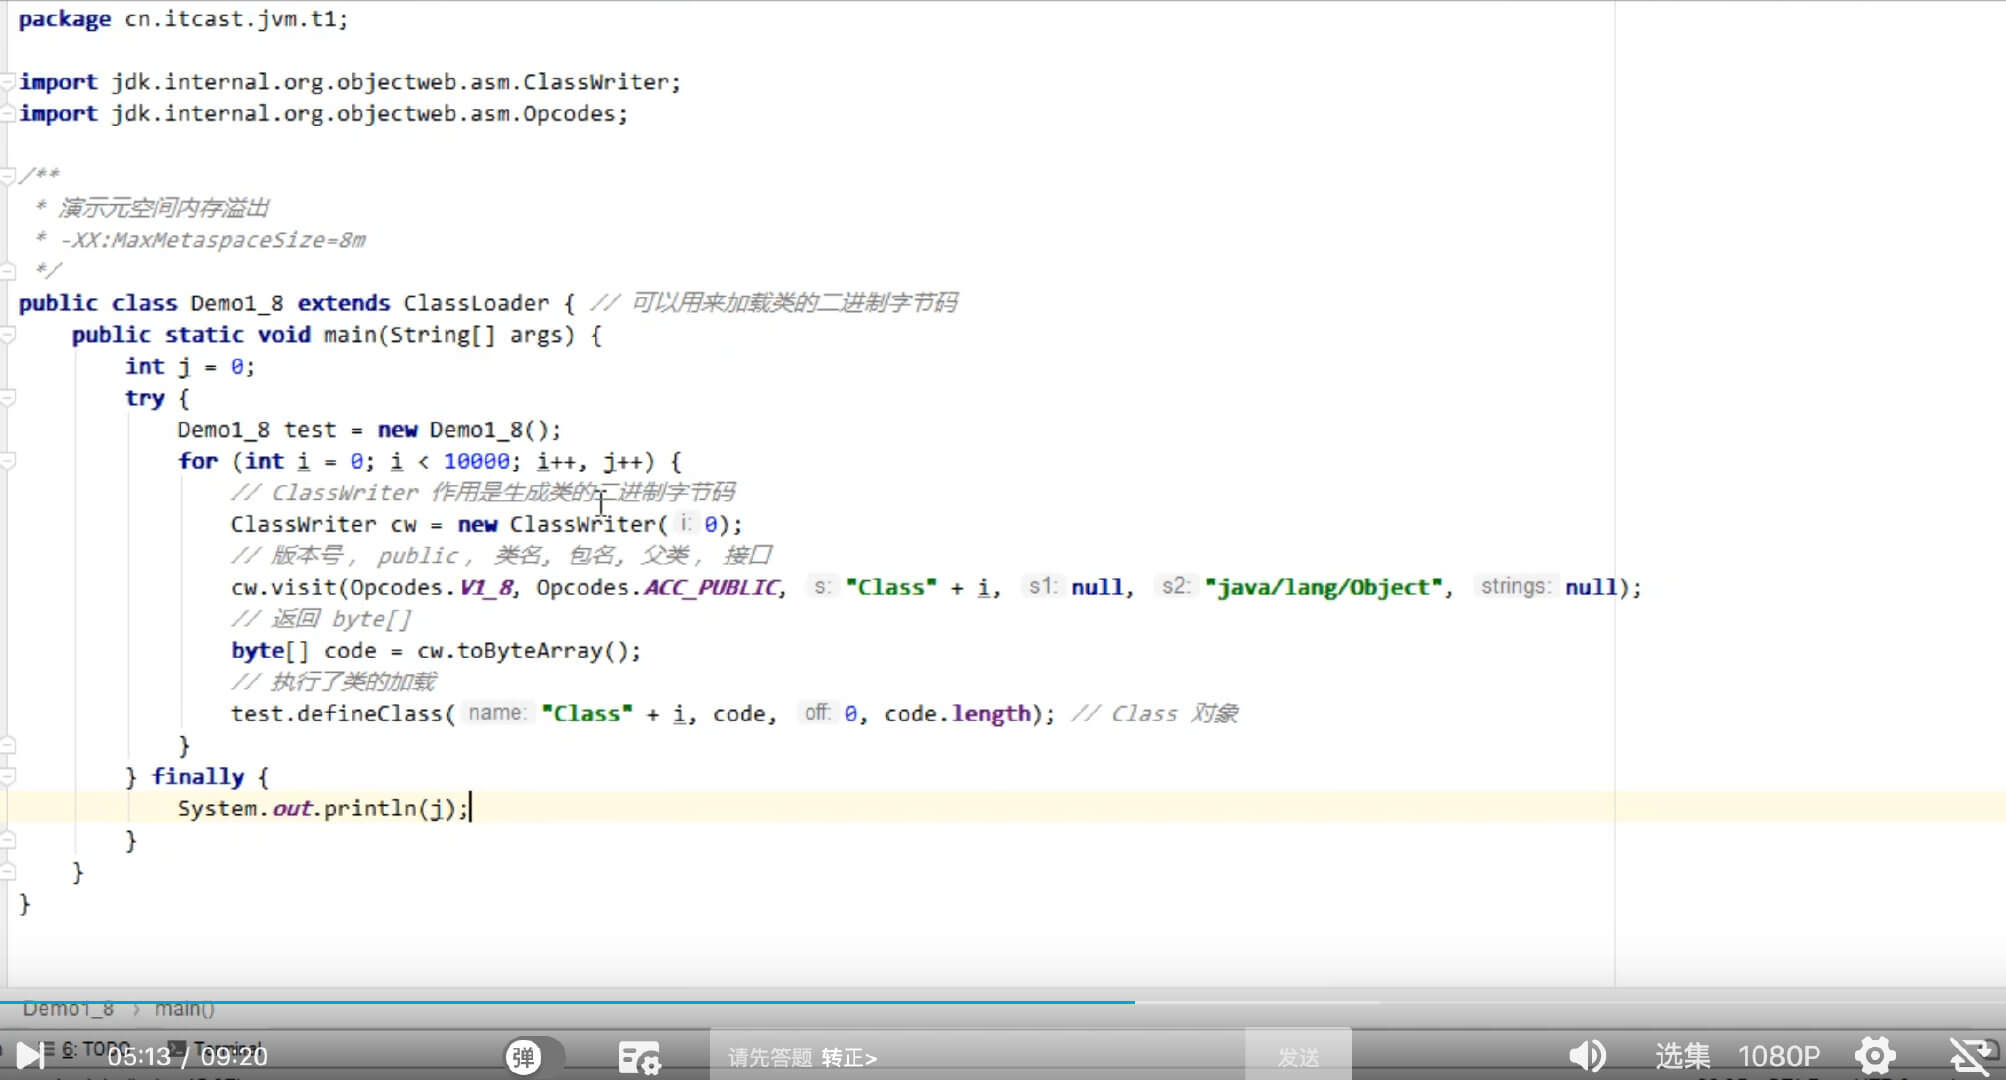 package cn.itcast.jvm.t1;
import jdk.internal.org.objectweb.asm.ClassWriter;
import jdk.internal.org.objectweb.asm.Opcodes;
/**
 * 演示元空间内存溢出
 * -XX:MaxMetaspaceSize=8m
 */
public class Demo1_8 extends ClassLoader { // 可以用来加载类的二进制字节码
    public static void main(String[] args) {
        int j = 0;
        try {
            Demo1_8 test = new Demo1_8();
            for (int i = 0; i < 10000; i++, j++) {
                // ClassWriter 作用是生成类的二进制字节码
                ClassWriter cw = new ClassWriter( i: 0);
                // 版本号, public, 类名, 包名, 父类, 接口
                cw.visit(Opcodes.V1_8, Opcodes.ACC_PUBLIC, s: "Class" + i, s1: null, s2: "java/lang/Object", strings: null);
                // 返回 byte[]
                byte[] code = cw.toByteArray();
                // 执行了类的加载
                test.defineClass( name: "Class" + i, code, off: 0, code.length); // Class 对象
            }
        } finally {
            System.out.println(j);
        }
    }
}
Demo1_8 > main()
6: TODO Terminal
05:13 / 09:20 弹 请先答题 转正> 发送 选集 1080P